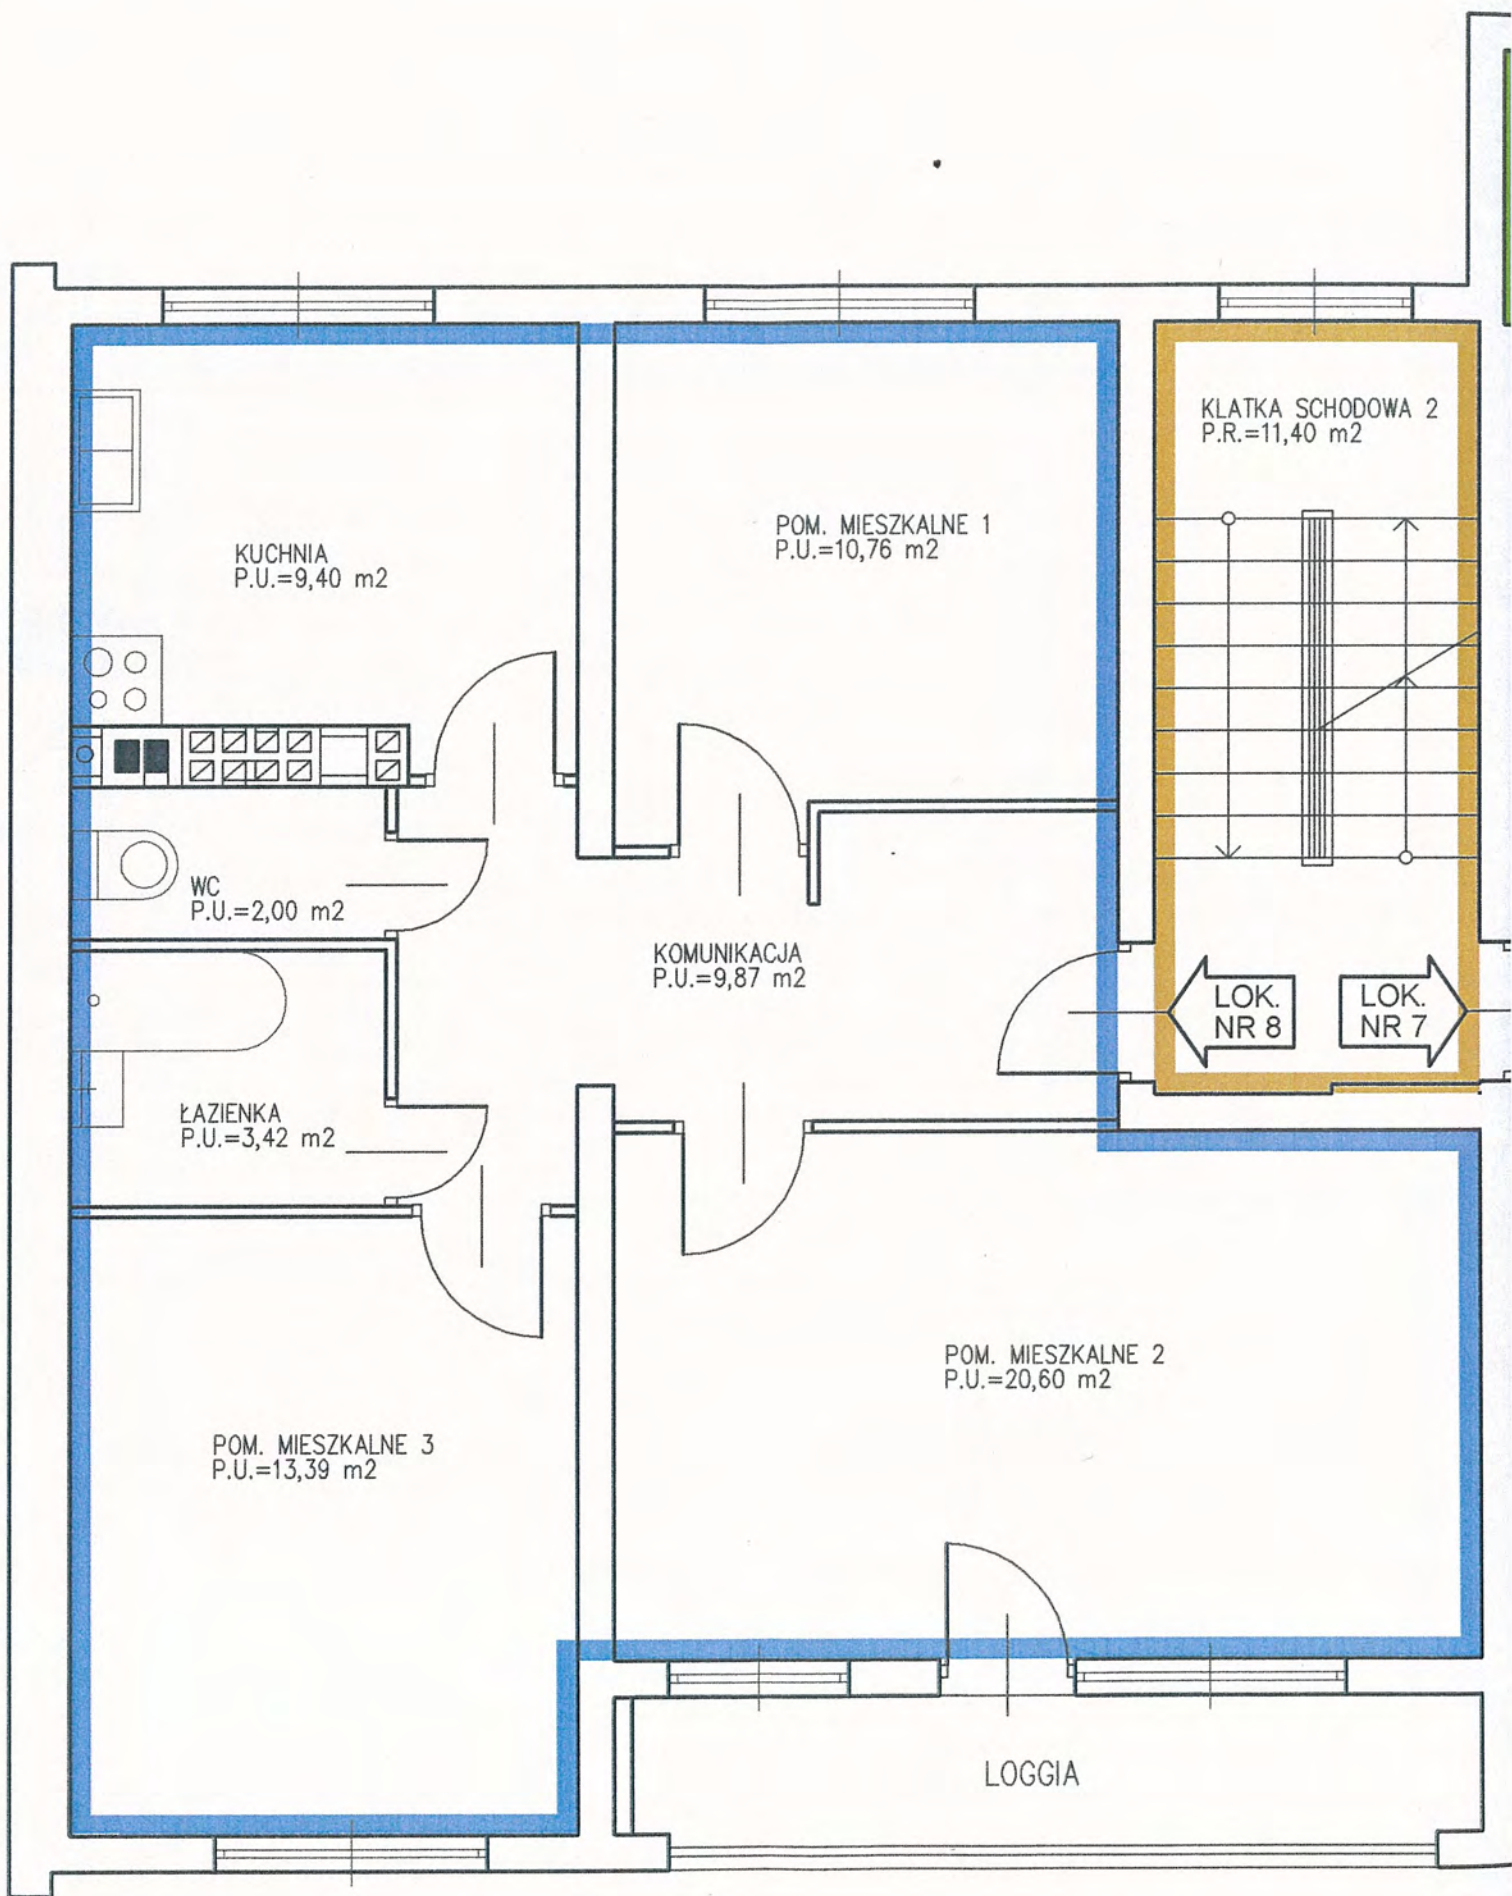 KLATKA SCHODOWA 2
P.R.=11,40 m2
POM. MIESZKALNE 1
P.U.=10,76 m2
KUCHNIA
P.U.=9,40 m2
WC
P.U.=2,00 m2
KOMUNIKACJA
P.U.=9,87 m2
LOK.
NR 8
LOK.
NR 7
ŁAZIENKA
P.U.=3,42 m2
POM. MIESZKALNE 2
P.U.=20,60 m2
POM. MIESZKALNE 3
P.U.=13,39 m2
LOGGIA